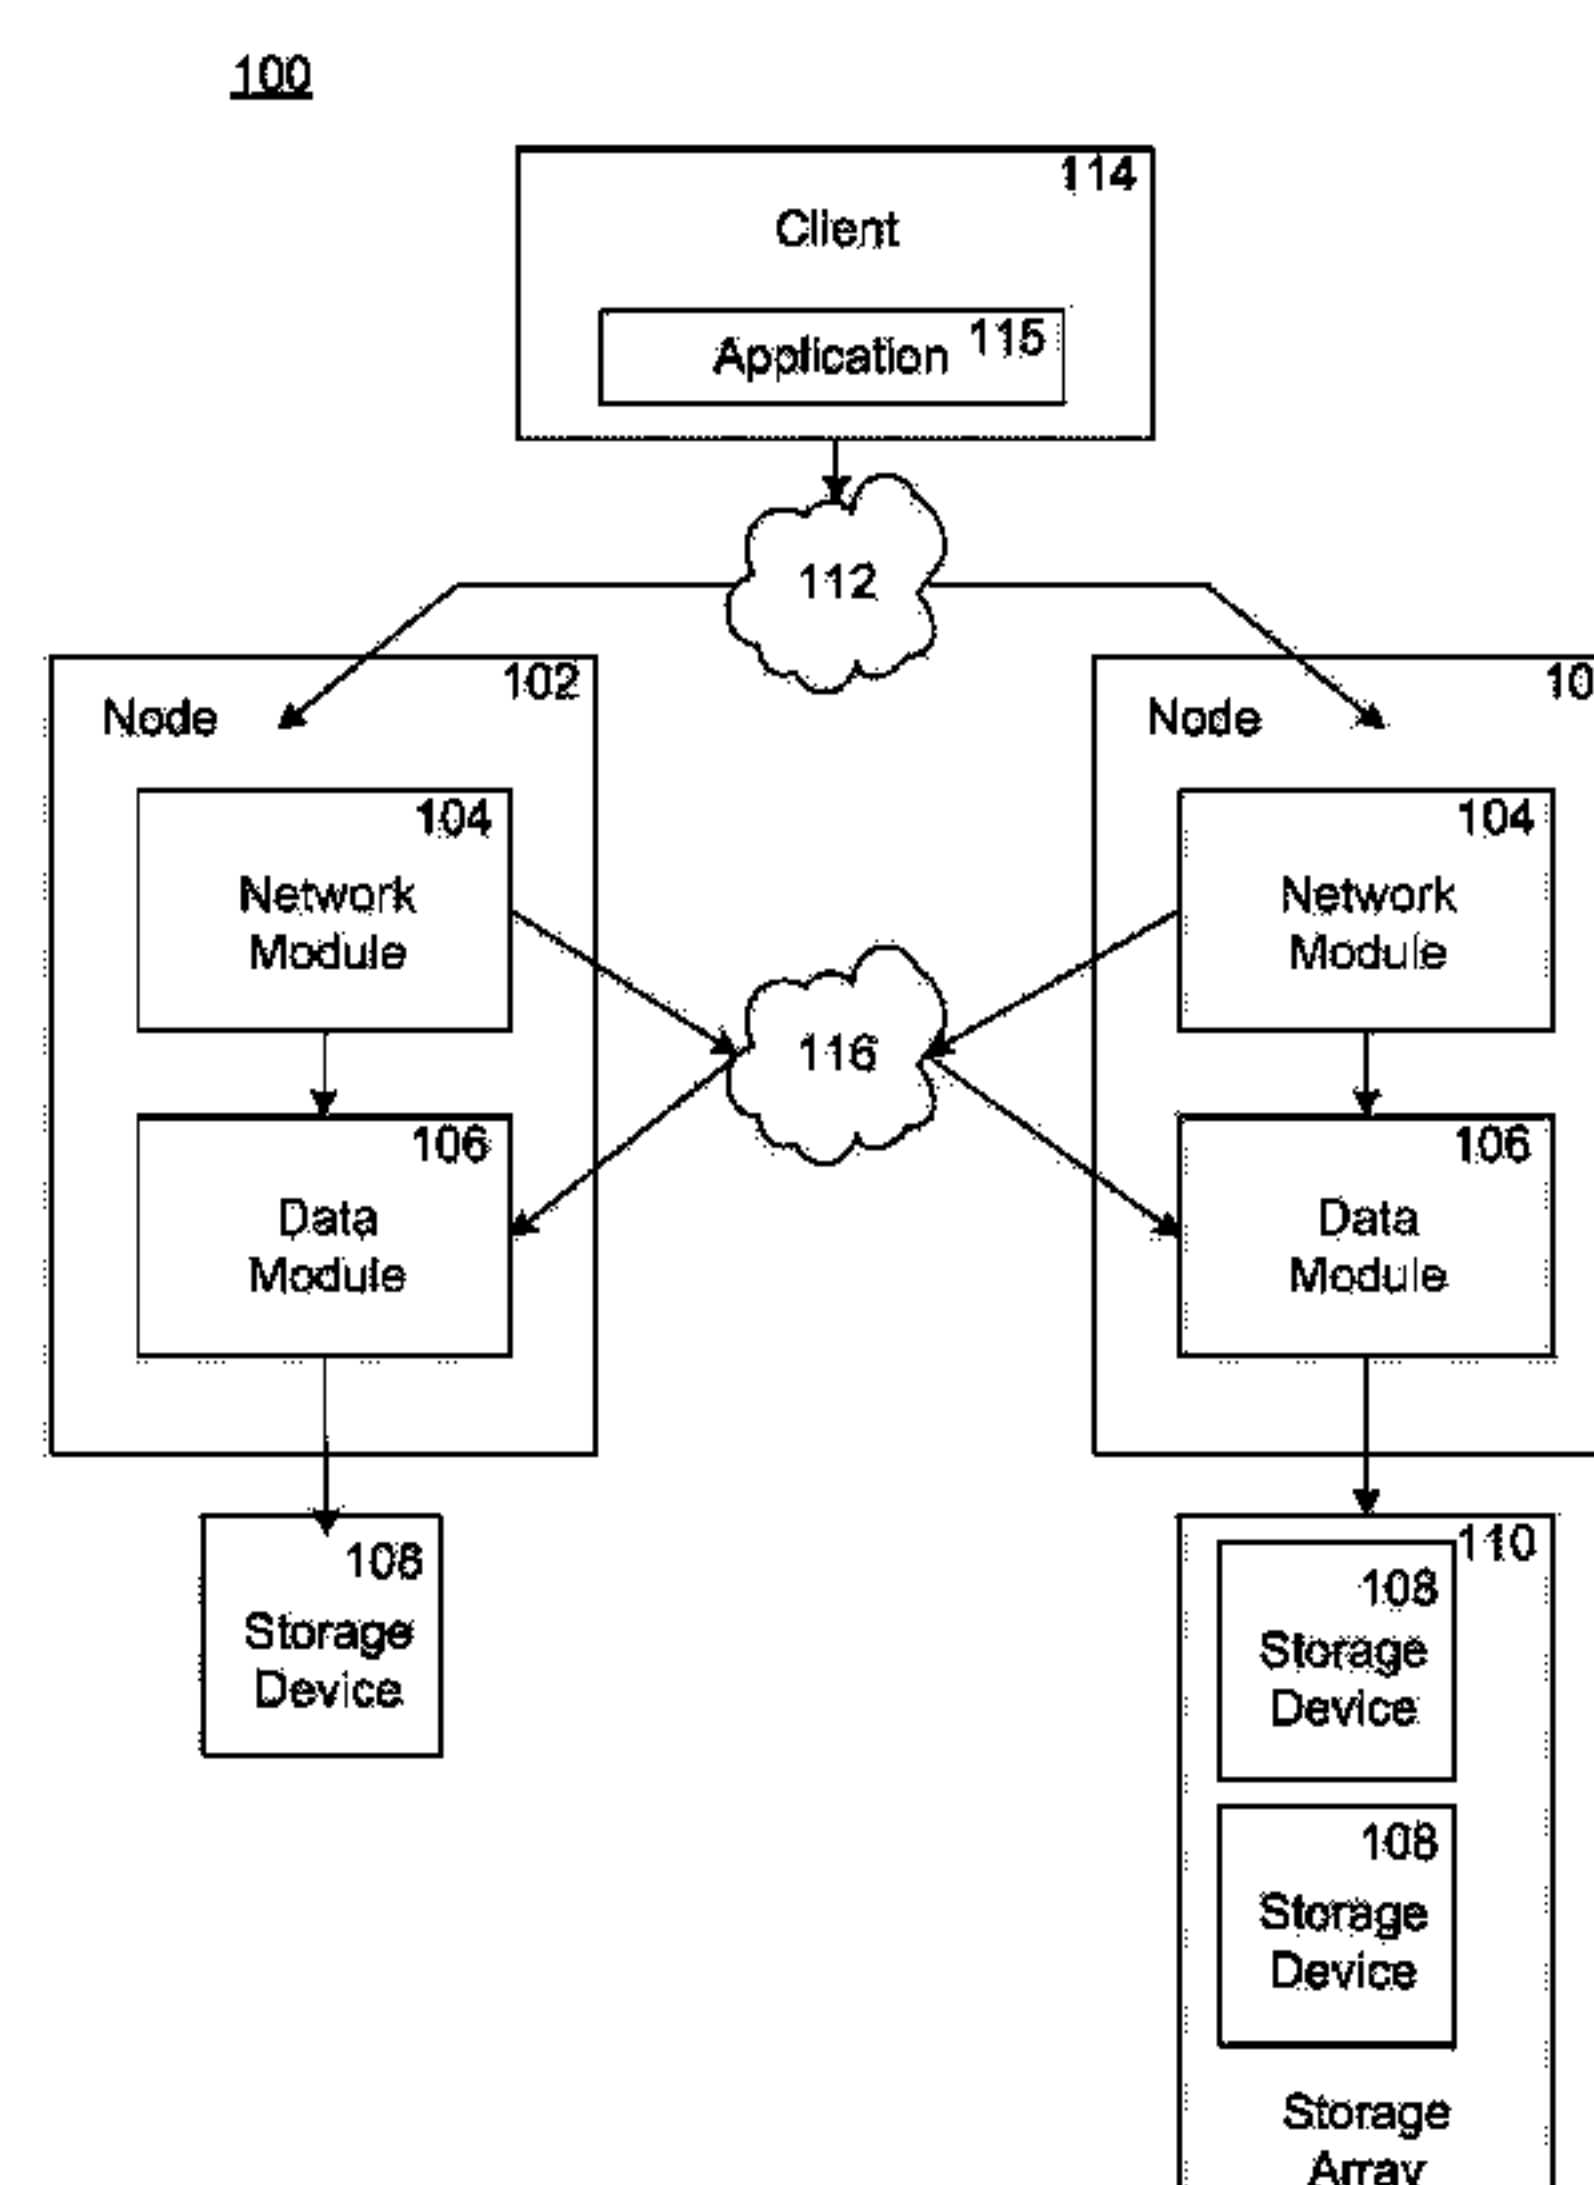 100
114
Client
Application 115
112
102
Node
10
Node
104
Network
Module
104
Network
Module
116
106
Data
Module
106
Data
Module
108
Storage
Device
110
108
Storage
Device
108
Storage
Device
Storage
Array